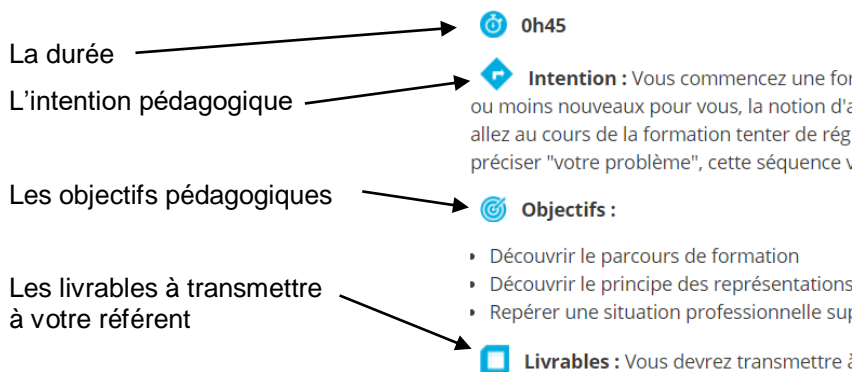 La durée
L'intention pédagogique
Les objectifs pédagogiques
Les livrables à transmettre
à votre référent
0h45
Intention : Vous commencez une for
ou moins nouveaux pour vous, la notion d'a
allez au cours de la formation tenter de rég
préciser "votre problème", cette séquence v
Objectifs :
• Découvrir le parcours de formation
• Découvrir le principe des représentations
• Repérer une situation professionnelle sup
Livrables : Vous devrez transmettre à